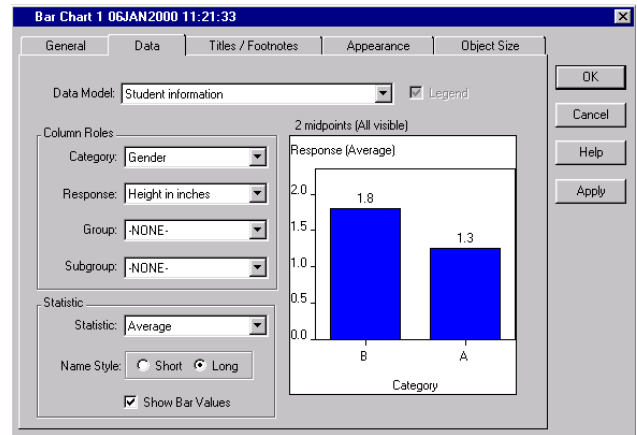 Bar Chart 1 06JAN2000 11:21:33
General Data Titles / Footnotes Appearance Object Size
Data Model: Student information Legend
OK
Cancel
Help
Apply
Column Roles
Category: Gender
Response: Height in inches
Group: -NONE-
Subgroup: -NONE-
Statistic
Statistic: Average
Name Style: Short Long
Show Bar Values
2 midpoints (All visible)
Response (Average)
2.0
1.5
1.0
0.5
0.0
1.8
1.3
B A
Category